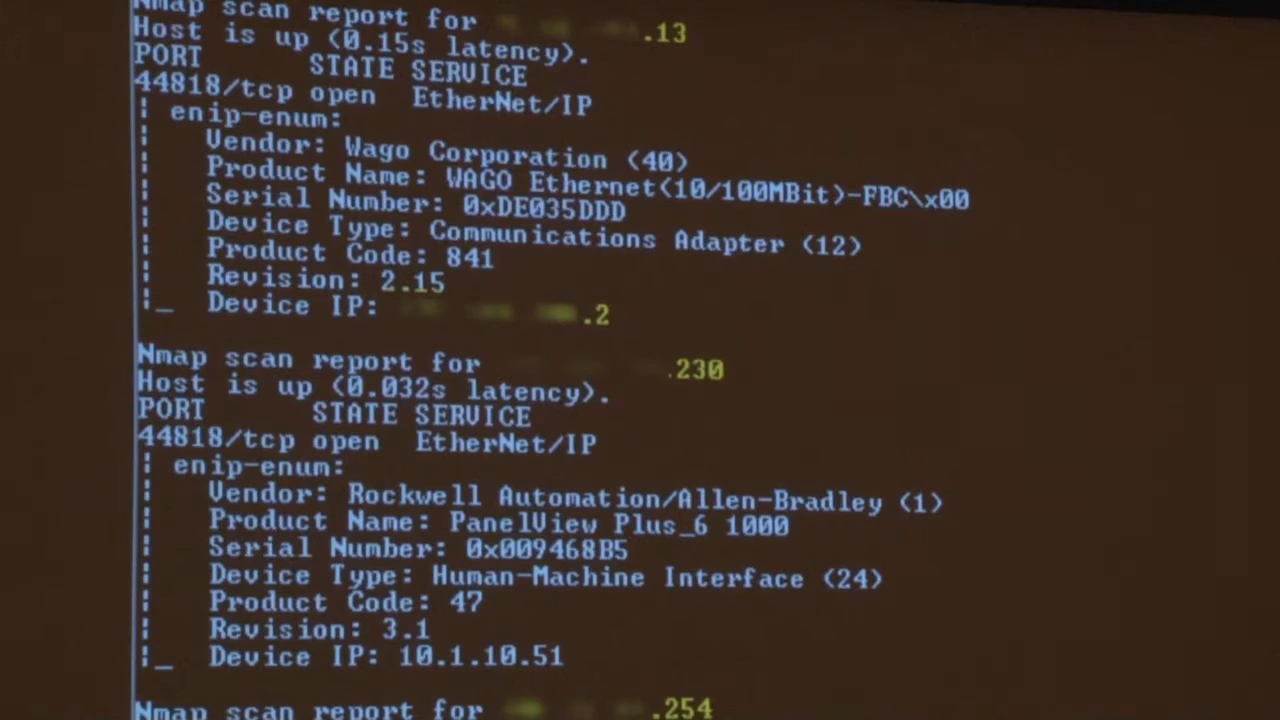 Nmap scan report for .13
Host is up (0.15s latency).
PORT STATE SERVICE
44818/tcp open EtherNet/IP
| enip-enum:
| Vendor: Wago Corporation (40)
| Product Name: WAGO Ethernet(10/100MBit)-FBC\x00
| Serial Number: 0xDE035DDD
| Device Type: Communications Adapter (12)
| Product Code: 841
| Revision: 2.15
|_ Device IP: .2
Nmap scan report for .230
Host is up (0.032s latency).
PORT STATE SERVICE
44818/tcp open EtherNet/IP
| enip-enum:
| Vendor: Rockwell Automation/Allen-Bradley (1)
| Product Name: PanelView Plus_6 1000
| Serial Number: 0x009468B5
| Device Type: Human-Machine Interface (24)
| Product Code: 47
| Revision: 3.1
|_ Device IP: 10.1.10.51
Nmap scan report for .254